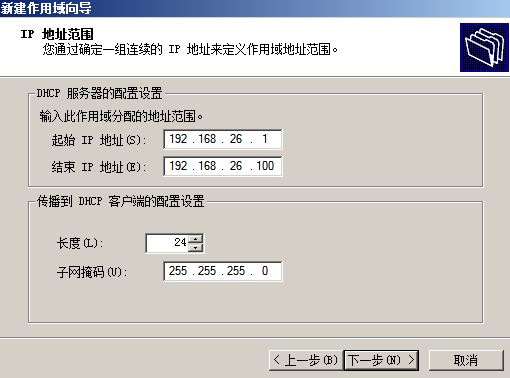 新建作用域向导
IP 地址范围
您通过确定一组连续的 IP 地址来定义作用域地址范围。
DHCP 服务器的配置设置
输入此作用域分配的地址范围。
起始 IP 地址(S): 192 .168 . 26 . 1
结束 IP 地址(E): 192 .168 . 26 .100
传播到 DHCP 客户端的配置设置
长度(L): 24
子网掩码(U): 255 .255 .255 . 0
< 上一步(B) 下一步(N) > 取消